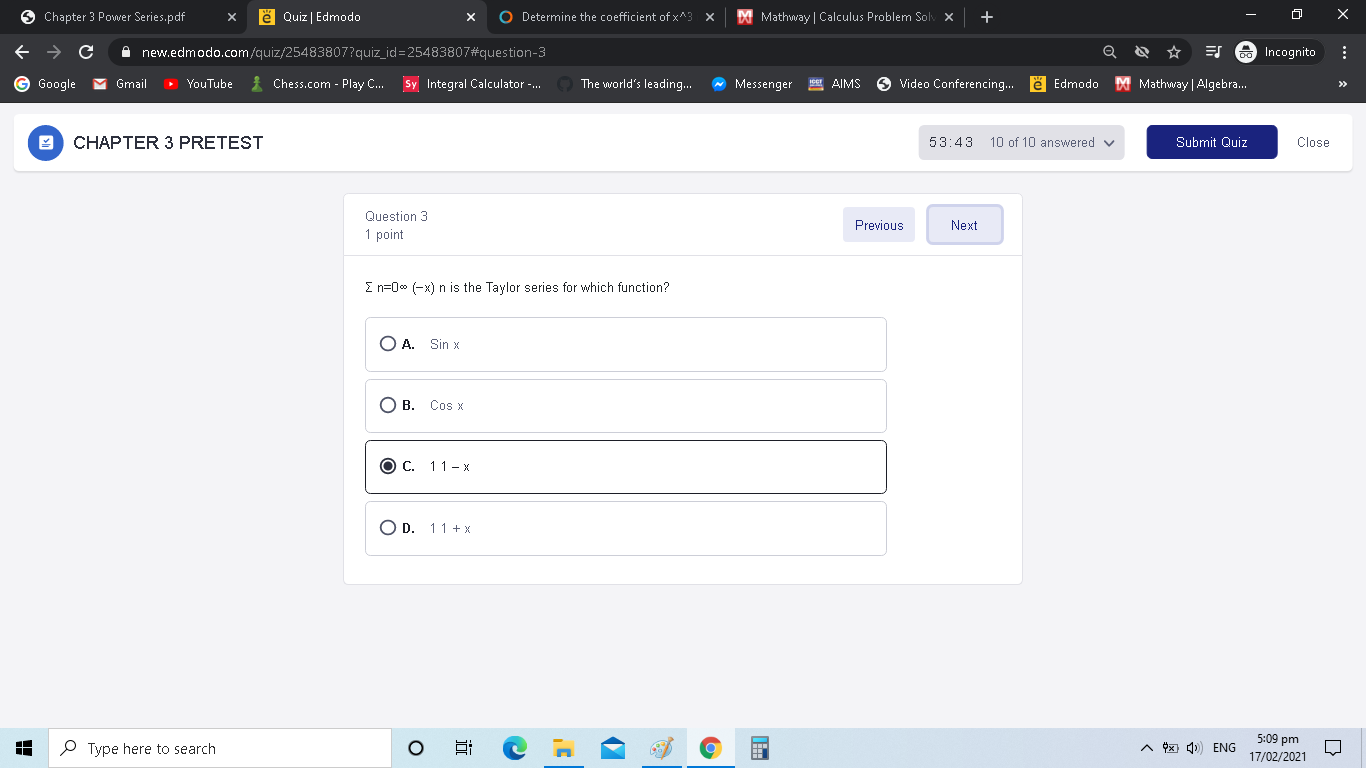 Chapter 3 Power Series.pdf
Quiz | Edmodo
Determine the coefficient of x^3
Mathway | Calculus Problem Solv
new.edmodo.com/quiz/25483807?quiz_id=25483807#question-3
Incognito
Google
Gmail
YouTube
Chess.com - Play C...
Sy
Integral Calculator -...
The world's leading...
Messenger
AIMS
Video Conferencing...
Edmodo
Mathway | Algebra...
»
CHAPTER 3 PRETEST
53:43 10 of 10 answered
Submit Quiz
Close
Question 3
1 point
Previous
Next
Σ n=0∞ (−x) n is the Taylor series for which function?
A. Sin x
B. Cos x
C. 1 1 – x
D. 1 1 + x
Type here to search
ENG
5:09 pm
17/02/2021